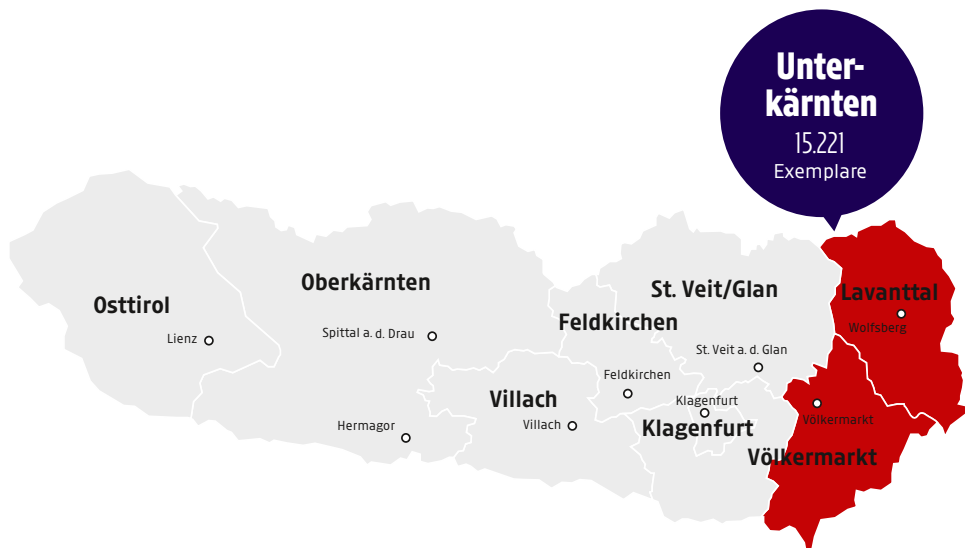 Unter-
kärnten
15.221
Exemplare
Osttirol
Lienz
Oberkärnten
Spittal a. d. Drau
Hermagor
Villach
Villach
Feldkirchen
Feldkirchen
St. Veit/Glan
St. Veit a. d. Glan
Klagenfurt
Klagenfurt
Lavanttal
Wolfsberg
Völkermarkt
Völkermarkt